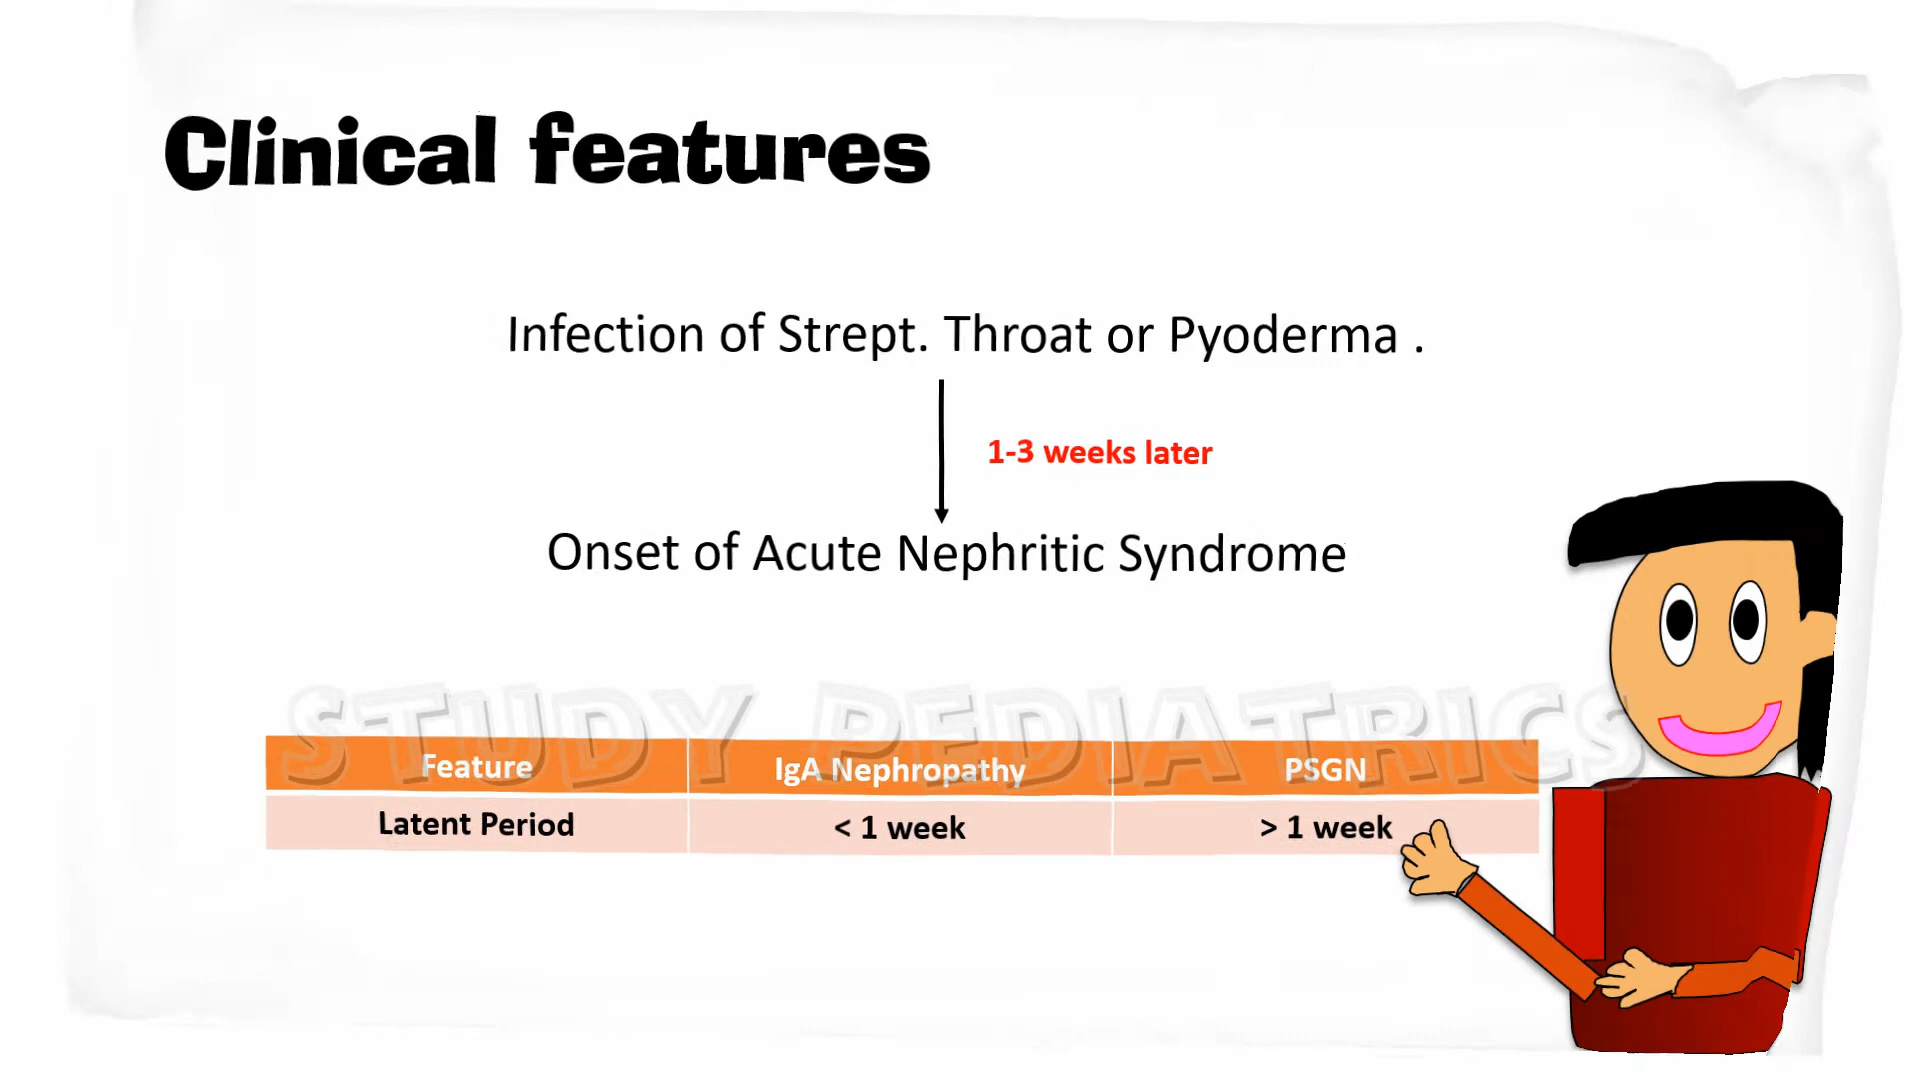 Clinical features
Infection of Strept. Throat or Pyoderma .
1-3 weeks later
Onset of Acute Nephritic Syndrome
STUDY PEDIATRICS
Feature IgA Nephropathy PSGN
Latent Period < 1 week > 1 week